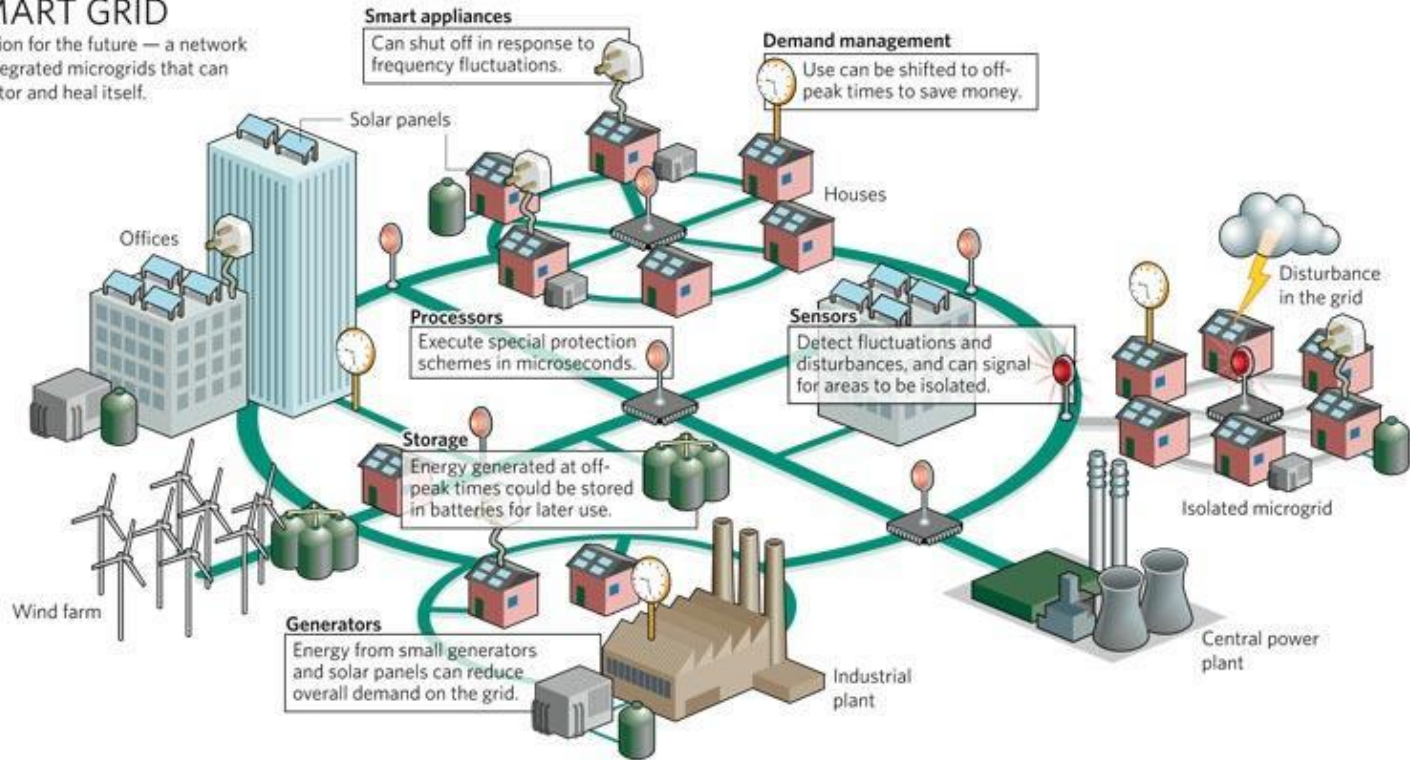 MART GRID
ion for the future — a network
tegrated microgrids that can
tor and heal itself.
Smart appliances
Can shut off in response to
frequency fluctuations.
Demand management
Use can be shifted to off-
peak times to save money.
Solar panels
Houses
Offices
Disturbance
in the grid
Processors
Execute special protection
schemes in microseconds.
Sensors
Detect fluctuations and
disturbances, and can signal
for areas to be isolated.
Storage
Energy generated at off-
peak times could be stored
in batteries for later use.
Isolated microgrid
Wind farm
Generators
Energy from small generators
and solar panels can reduce
overall demand on the grid.
Industrial
plant
Central power
plant